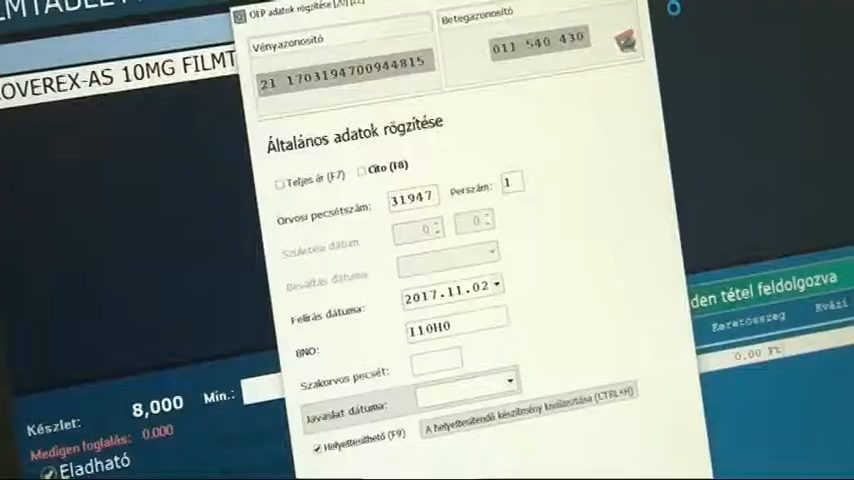 OEP adatok rögzítése
Vényazonosító
Betegazonosító
21 1703194700944815
011 540 430
OVEREX-AS 10MG FILMT
Általános adatok rögzítése
Teljes ár (F7)
Cito (F8)
Orvosi pecsétszám:
31947
Perszám:
1
Születési dátum
0
0
Beváltás dátuma
Felírás dátuma:
2017.11.02
BNO:
I10H0
Szakorvos pecsét:
Javaslat dátuma:
Helyettesíthető (F9)
A helyettesítendő készítmény kiválasztása (CTRL+H)
Készlet:
8,000
Min.:
Medigen foglalás:
0,000
Eladható
den tétel feldolgozva
Keretösszeg
Kvázi
0.00 Ft